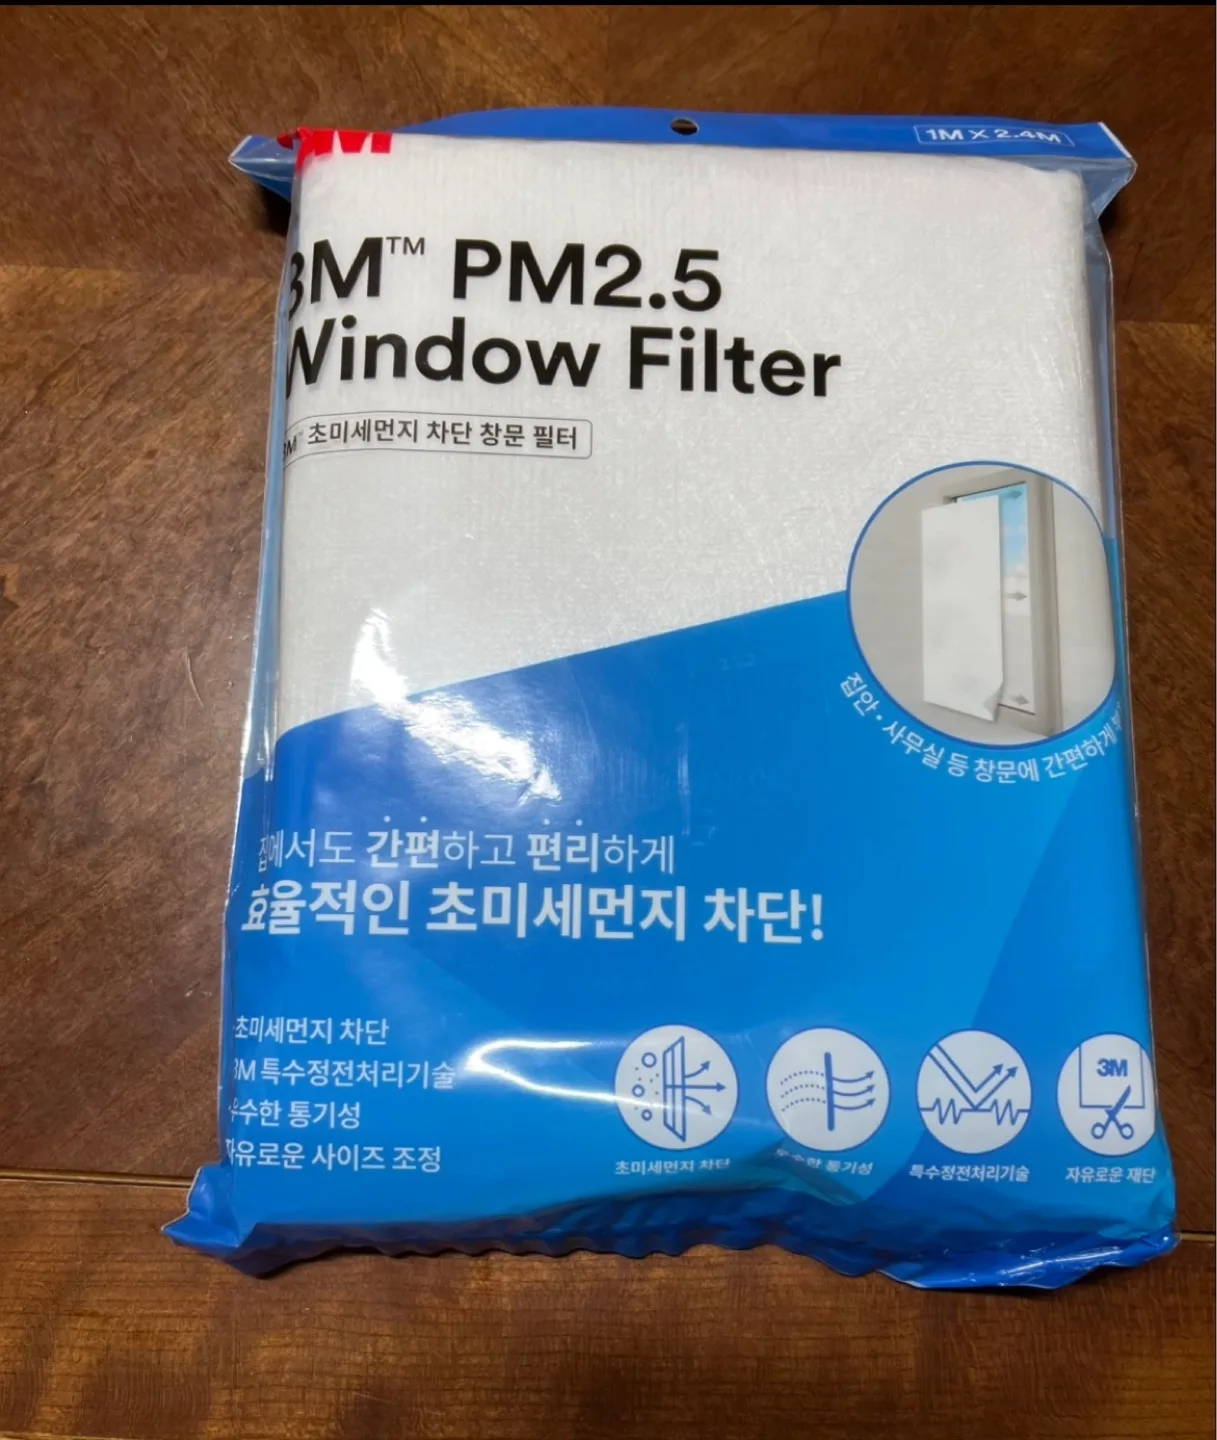 3M
1M X 2.4M
3M™ PM2.5
Window Filter
3M™ 초미세먼지 차단 창문 필터
집안·사무실 등 창문에 간편하게
집에서도 간편하고 편리하게
효율적인 초미세먼지 차단!
·초미세먼지 차단
3M 특수정전처리기술
우수한 통기성
자유로운 사이즈 조정
3M
초미세먼지 차단
우수한 통기성
특수정전처리기술
자유로운 재단